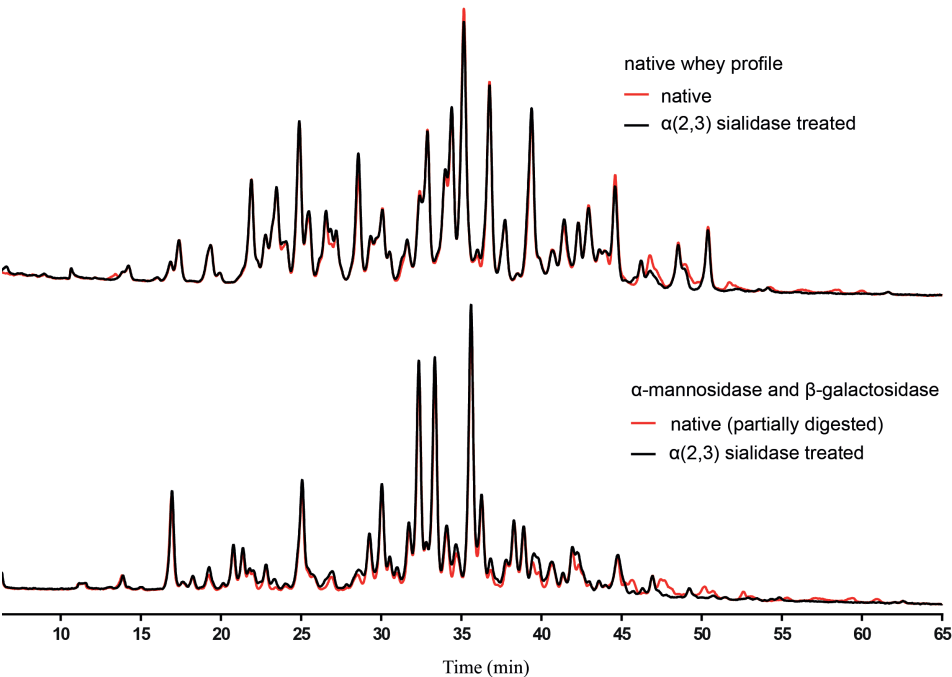 native whey profile
native
α(2,3) sialidase treated
α-mannosidase and β-galactosidase
native (partially digested)
α(2,3) sialidase treated
10 15 20 25 30 35 40 45 50 55 60 65
Time (min)